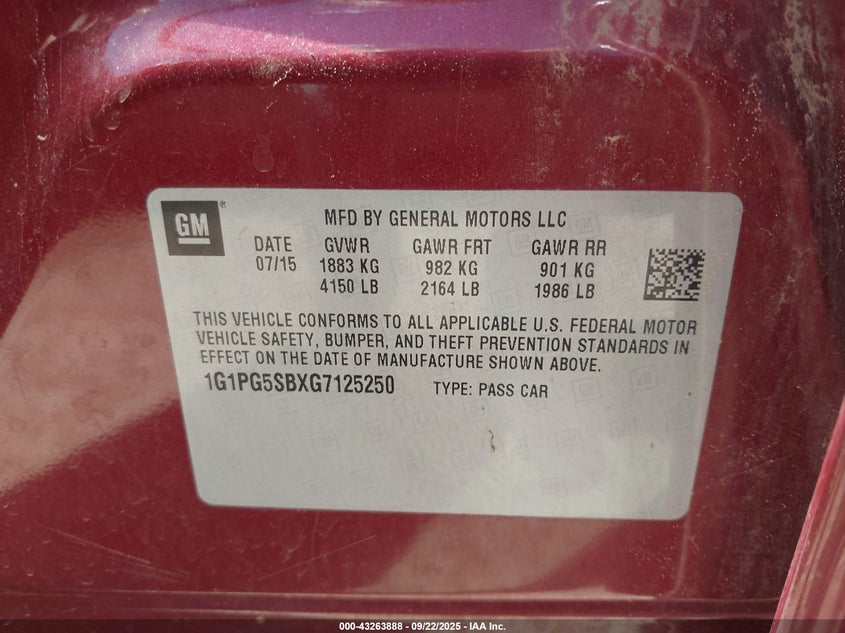 GM ®
MFD BY GENERAL MOTORS LLC
DATE GVWR GAWR FRT GAWR RR
07/15 1883 KG 982 KG 901 KG
4150 LB 2164 LB 1986 LB
THIS VEHICLE CONFORMS TO ALL APPLICABLE U.S. FEDERAL MOTOR
VEHICLE SAFETY, BUMPER, AND THEFT PREVENTION STANDARDS IN
EFFECT ON THE DATE OF MANUFACTURE SHOWN ABOVE.
1G1PG5SBXG7125250 TYPE: PASS CAR
000-43263888 - 09/22/2025 - IAA Inc.